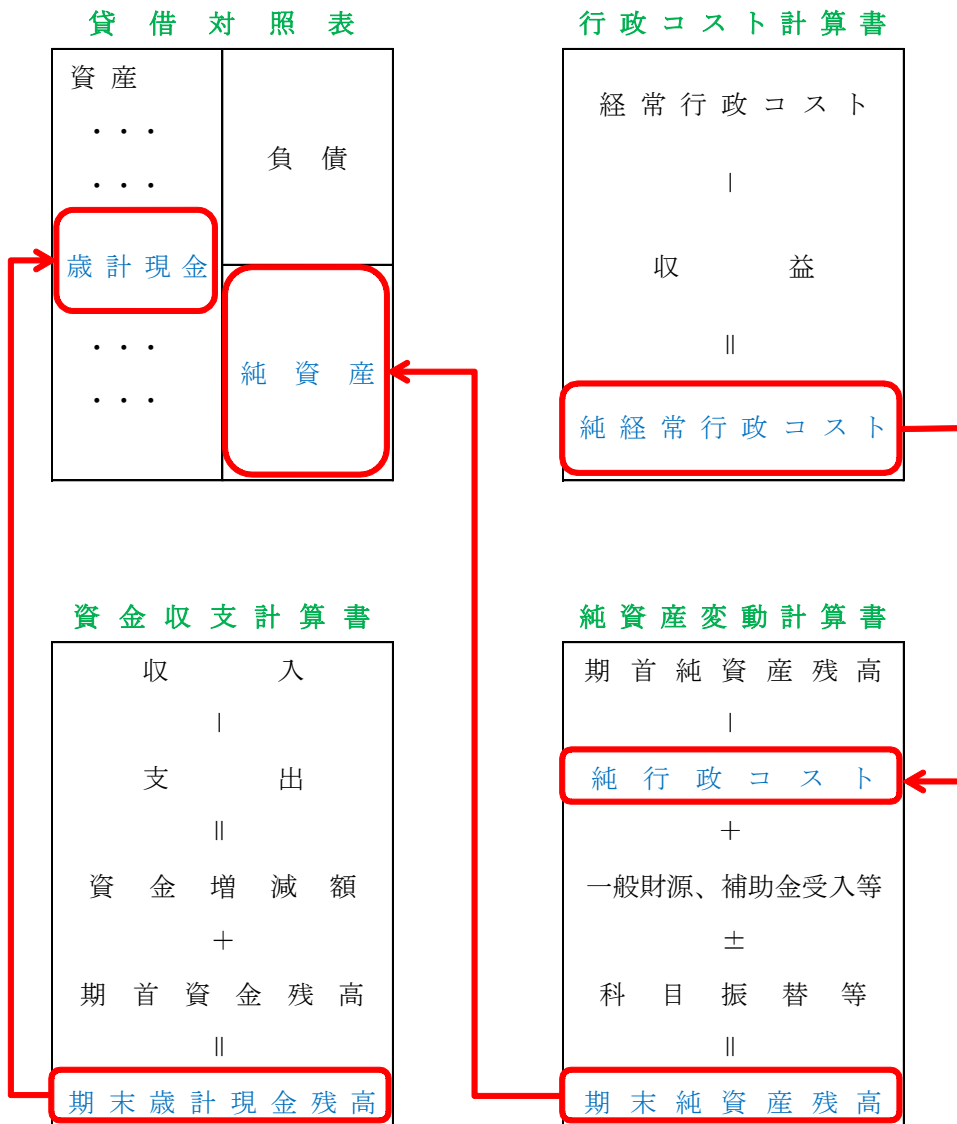 貸借対照表
資産
・・・
・・・
歳計現金
・・・
・・・
負債
純資産
行政コスト計算書
経常行政コスト
－
収益
＝
純経常行政コスト
資金収支計算書
収入
－
支出
＝
資金増減額
＋
期首資金残高
＝
期末歳計現金残高
純資産変動計算書
期首純資産残高
－
純行政コスト
＋
一般財源、補助金受入等
±
科目振替等
＝
期末純資産残高